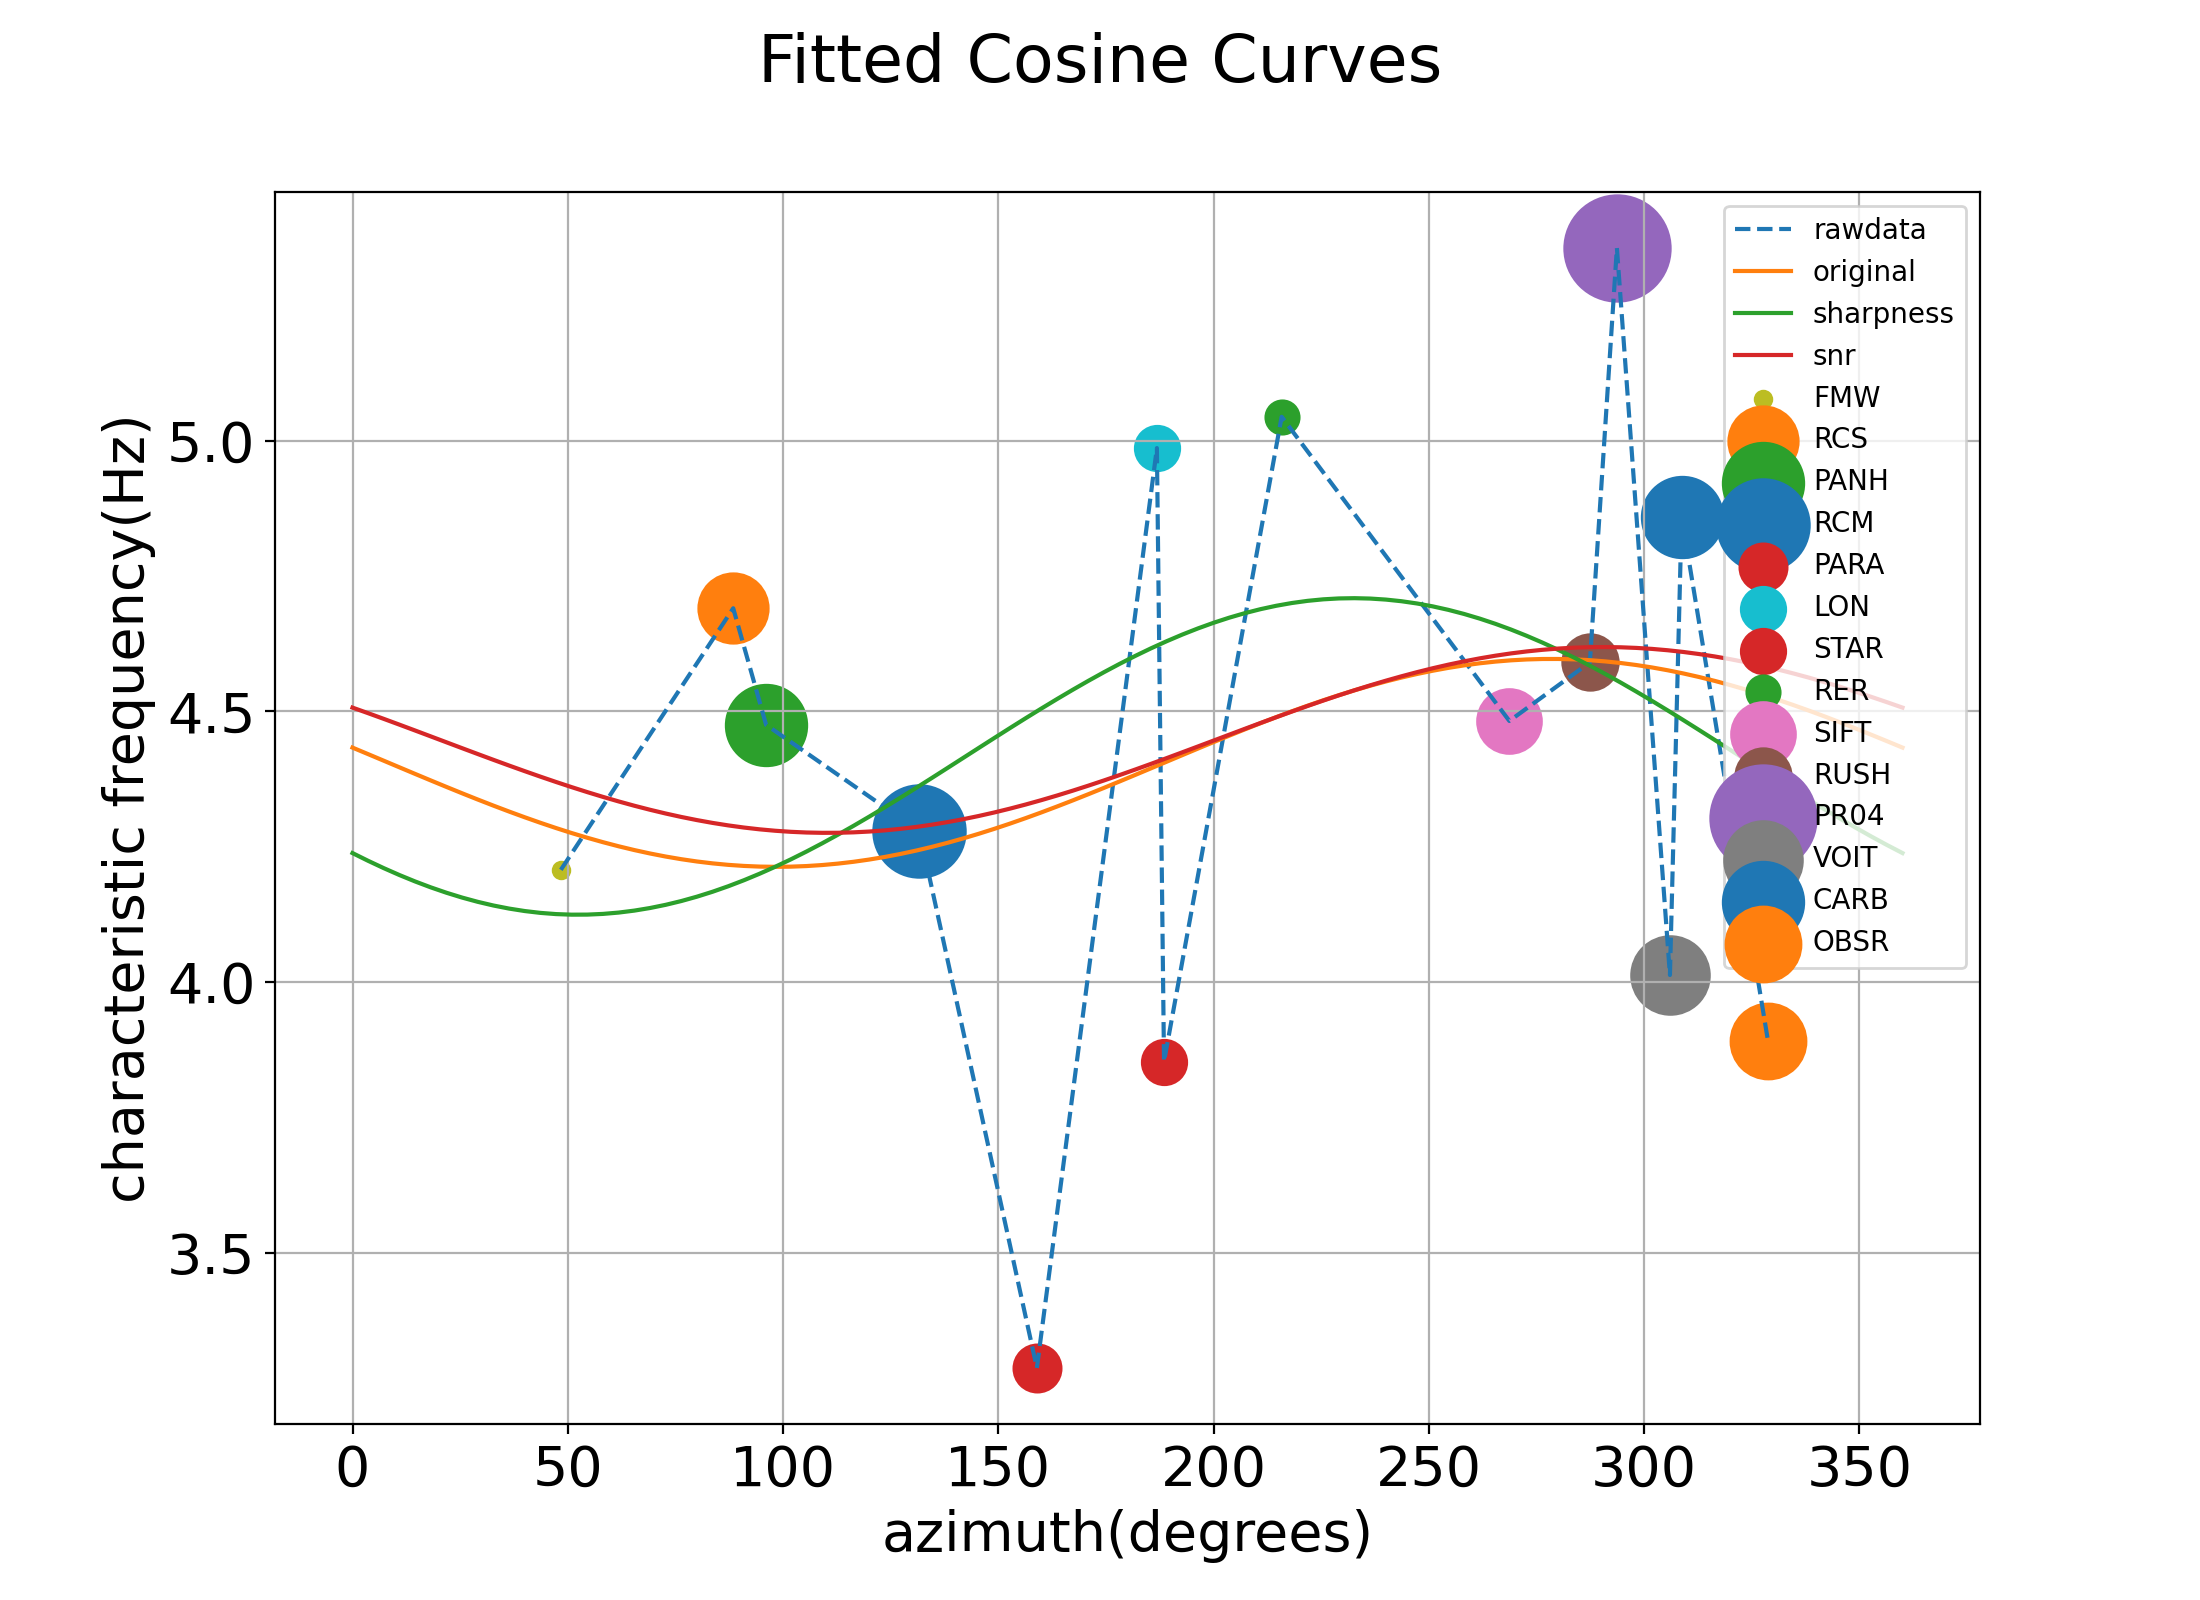 Fitted Cosine Curves
characteristic frequency(Hz)
5.0
4.5
4.0
3.5
0 50 100 150 200 250 300 350
azimuth(degrees)
rawdata
original
sharpness
snr
FMW
RCS
PANH
RCM
PARA
LON
STAR
RER
SIFT
RUSH
PR04
VOIT
CARB
OBSR